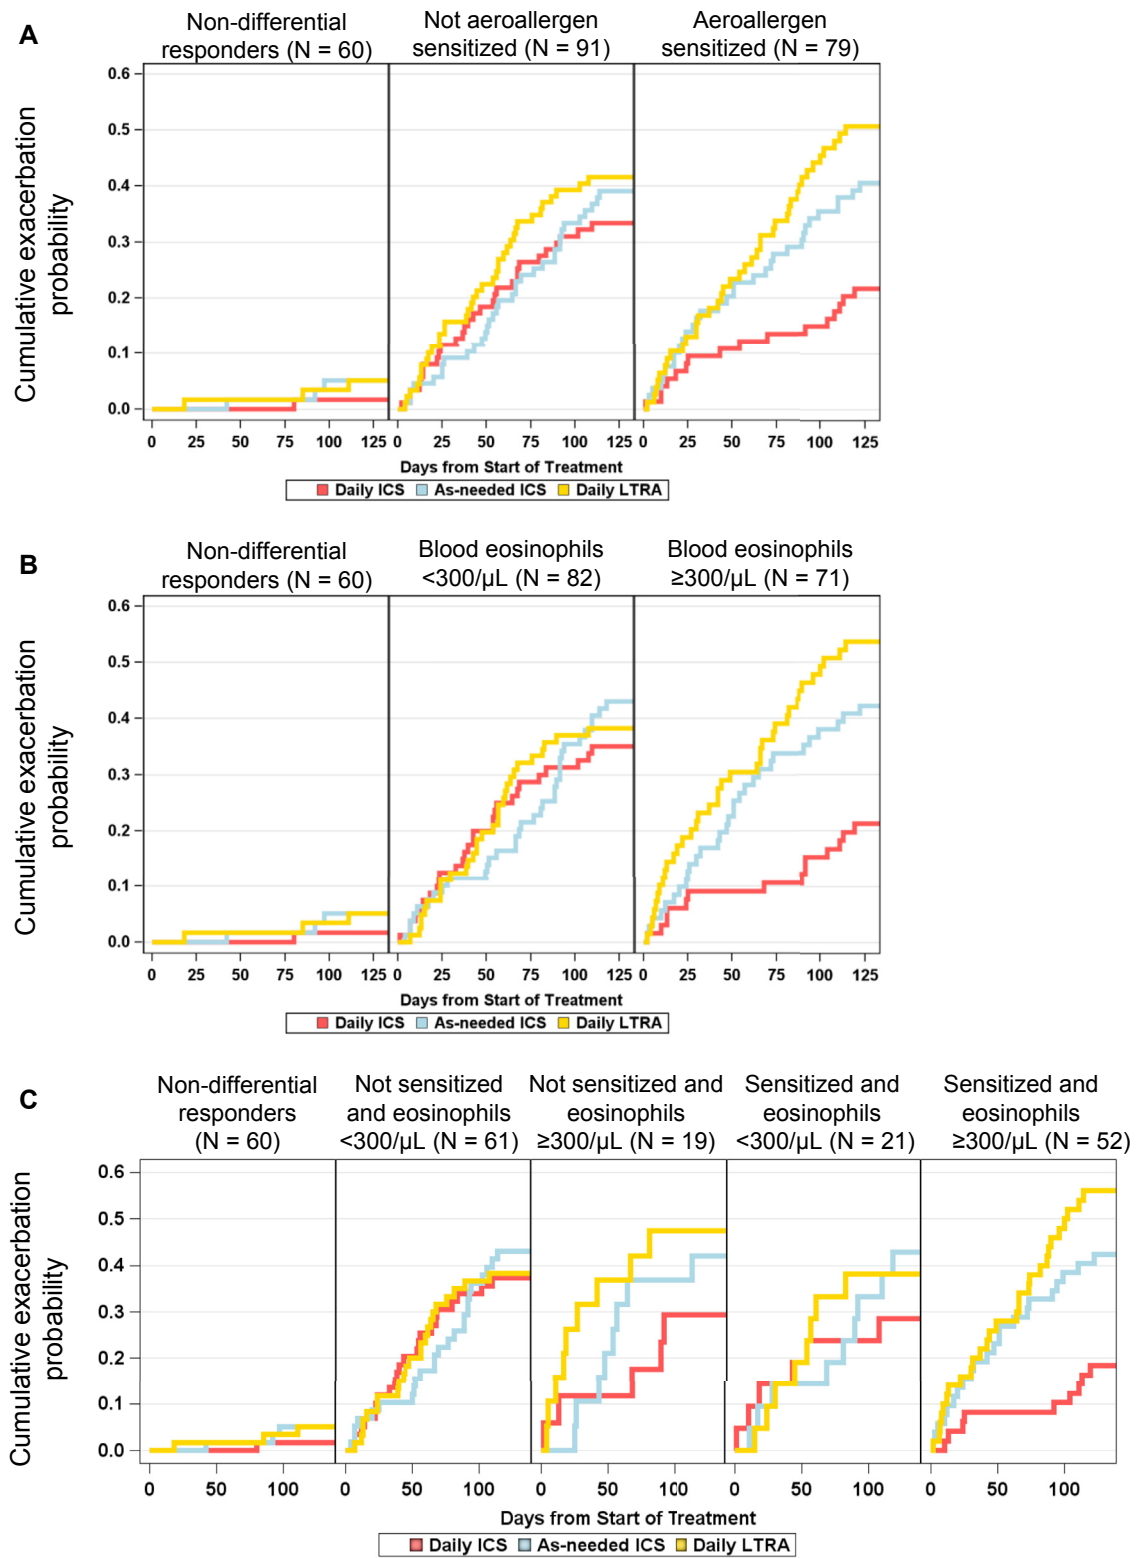 A
Non-differential
responders (N = 60)
Not aeroallergen
sensitized (N = 91)
Aeroallergen
sensitized (N = 79)
Cumulative exacerbation
probability
0.6
0.5
0.4
0.3
0.2
0.1
0.0
0 25 50 75 100 125 0 25 50 75 100 125 0 25 50 75 100 125
Days from Start of Treatment
Daily ICS As-needed ICS Daily LTRA
B
Non-differential
responders (N = 60)
Blood eosinophils
<300/µL (N = 82)
Blood eosinophils
≥300/µL (N = 71)
Cumulative exacerbation
probability
0.6
0.5
0.4
0.3
0.2
0.1
0.0
0 25 50 75 100 125 0 25 50 75 100 125 0 25 50 75 100 125
Days from Start of Treatment
Daily ICS As-needed ICS Daily LTRA
C
Non-differential
responders
(N = 60)
Not sensitized
and eosinophils
<300/µL (N = 61)
Not sensitized and
eosinophils
≥300/µL (N = 19)
Sensitized and
eosinophils
<300/µL (N = 21)
Sensitized and
eosinophils
≥300/µL (N = 52)
Cumulative exacerbation
probability
0.6
0.5
0.4
0.3
0.2
0.1
0.0
0 50 100 0 50 100 0 50 100 0 50 100 0 50 100
Days from Start of Treatment
Daily ICS As-needed ICS Daily LTRA